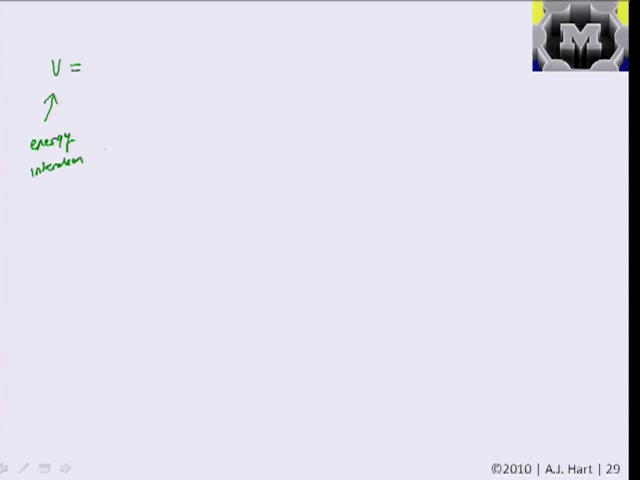 V =
energy
interaction
M
©2010 | A.J. Hart | 29